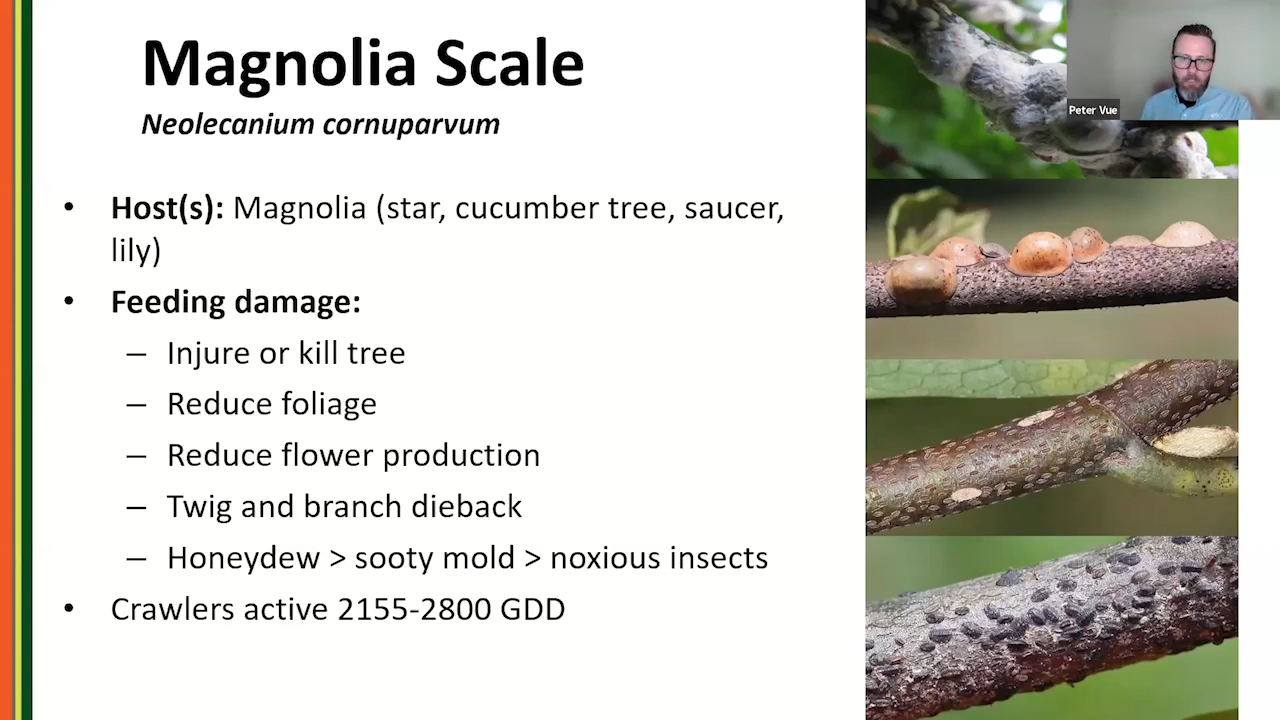 Magnolia Scale
Neolecanium cornuparvum
• Host(s): Magnolia (star, cucumber tree, saucer,
lily)
• Feeding damage:
– Injure or kill tree
– Reduce foliage
– Reduce flower production
– Twig and branch dieback
– Honeydew > sooty mold > noxious insects
• Crawlers active 2155-2800 GDD
Peter Vue